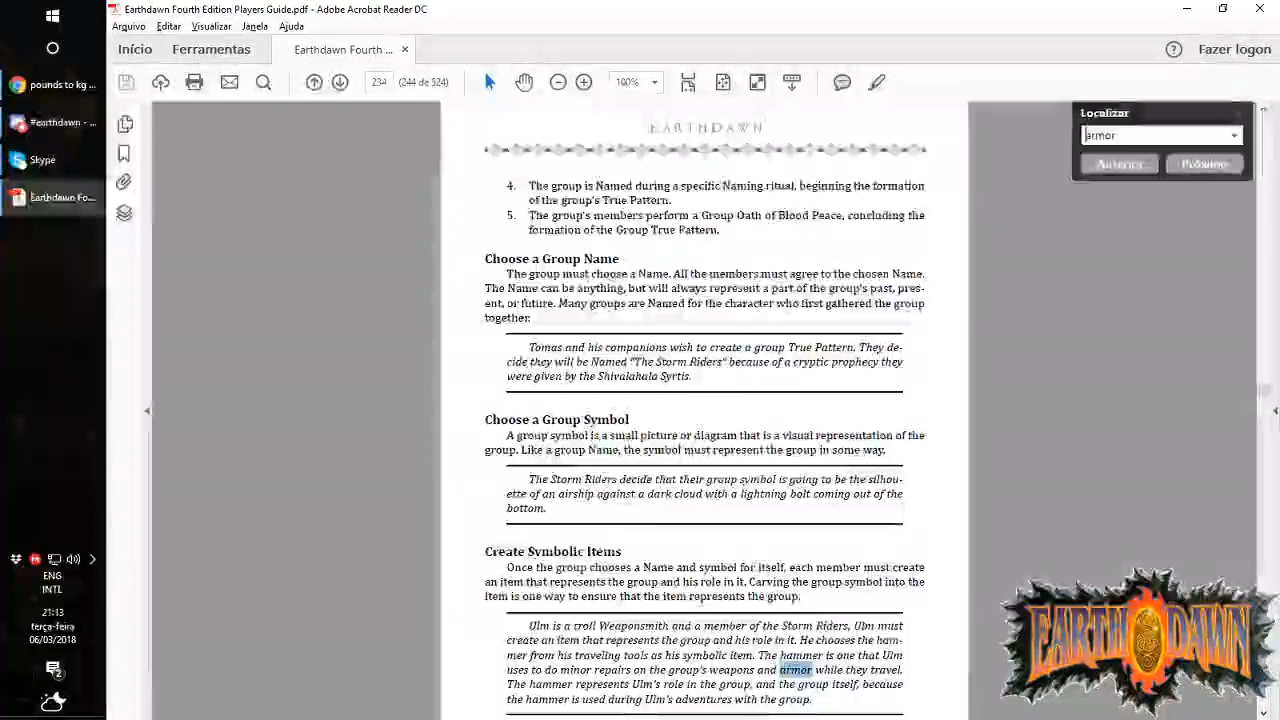 Earthdawn Fourth Edition Players Guide.pdf - Adobe Acrobat Reader DC
Arquivo Editar Visualizar Janela Ajuda
Início Ferramentas Earthdawn Fourth ... × Fazer logon
234 (244 de 524) 100%
pounds to kg ...
#earthdawn - ...
Skype
Earthdawn Fo...
Localizar
armor
Anterior Próximo
EARTHDAWN
4. The group is Named during a specific Naming ritual, beginning the formation
of the group's True Pattern.
5. The group's members perform a Group Oath of Blood Peace, concluding the
formation of the Group True Pattern.
Choose a Group Name
The group must choose a Name. All the members must agree to the chosen Name.
The Name can be anything, but will always represent a part of the group's past, pres-
ent, or future. Many groups are Named for the character who first gathered the group
together:
Tomas and his companions wish to create a group True Pattern. They de-
cide they will be Named "The Storm Riders" because of a cryptic prophecy they
were given by the Shivalahala Syrtis.
Choose a Group Symbol
A group symbol is a small picture or diagram that is a visual representation of the
group. Like a group Name, the symbol must represent the group in some way.
The Storm Riders decide that their group symbol is going to be the silhou-
ette of an airship against a dark cloud with a lightning bolt coming out of the
bottom.
Create Symbolic Items
Once the group chooses a Name and symbol for itself, each member must create
an item that represents the group and his role in it. Carving the group symbol into the
item is one way to ensure that the item represents the group.
Ulm is a troll Weaponsmith and a member of the Storm Riders, Ulm must
create an item that represents the group and his role in it. He chooses the ham-
mer from his traveling tools as his symbolic item. The hammer is one that Ulm
uses to do minor repairs on the group's weapons and armor while they travel.
The hammer represents Ulm's role in the group, and the group itself, because
the hammer is used during Ulm's adventures with the group.
ENG
INTL
21:13
terça-feira
06/03/2018
2
EARTHDAWN